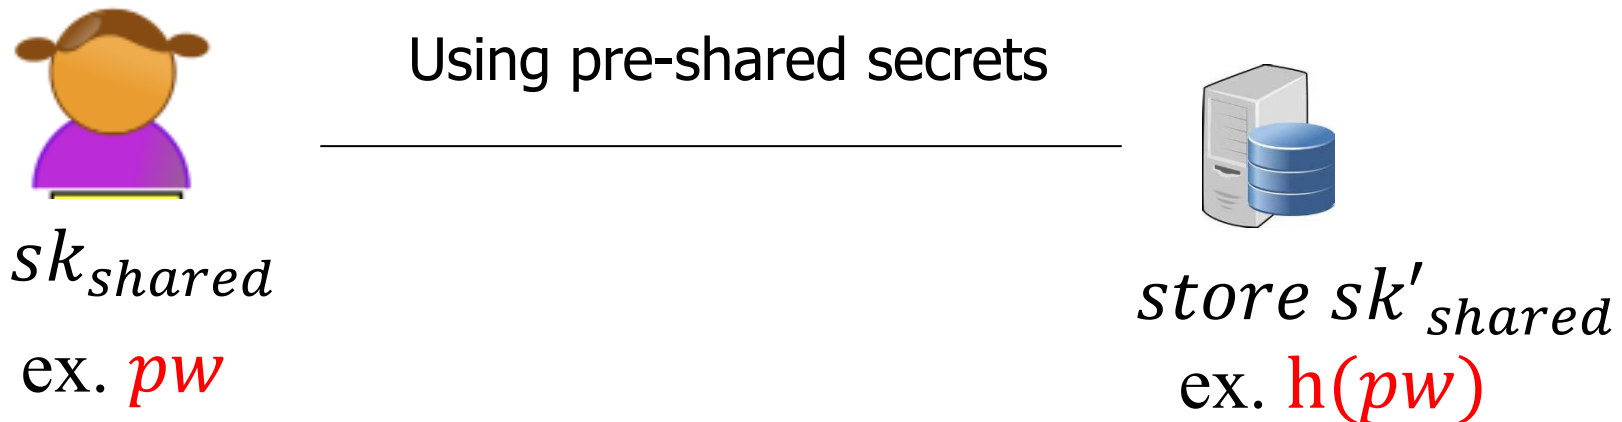 Using pre-shared secrets
sk_shared
ex. pw
store sk'_shared
ex. h(pw)